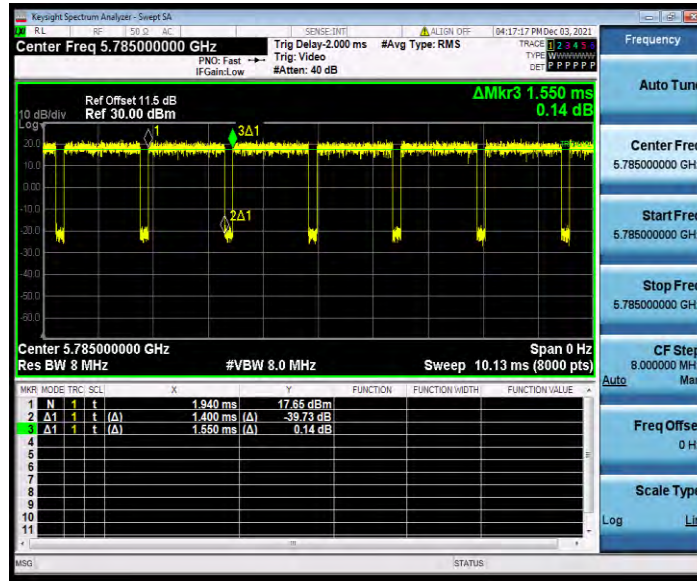 Keysight Spectrum Analyzer - Swept SA
RL RF 50 Ω AC SENSE:INT ALIGN OFF 04:17:17 PM Dec 03, 2021
Center Freq 5.785000000 GHz
Trig Delay-2.000 ms #Avg Type: RMS
TRACE 1 2 3 4 5 6
PNO: Fast Trig: Video
TYPE WWWWWW
IFGain:Low #Atten: 40 dB
DET P P P P P P
Frequency
Auto Tune
ΔMkr3 1.550 ms
0.14 dB
Ref Offset 11.5 dB
10 dB/div Ref 30.00 dBm
Log
20.0
10.0
0.00
-10.0
-20.0
-30.0
-40.0
-50.0
-60.0
1
3Δ1
2Δ1
Center Freq
5.785000000 GHz
Start Freq
5.785000000 GHz
Stop Freq
5.785000000 GHz
Center 5.785000000 GHz Span 0 Hz
Res BW 8 MHz #VBW 8.0 MHz Sweep 10.13 ms (8000 pts)
CF Step
8.000000 MH
Auto Man
MKR MODE TRC SCL X Y FUNCTION FUNCTION WIDTH FUNCTION VALUE
1 N 1 t 1.940 ms 17.65 dBm
2 Δ1 1 t (Δ) 1.400 ms (Δ) -39.73 dB
3 Δ1 1 t (Δ) 1.550 ms (Δ) 0.14 dB
4
5
6
7
8
9
10
11
Freq Offset
0 H
Scale Type
Log Lin
MSG STATUS